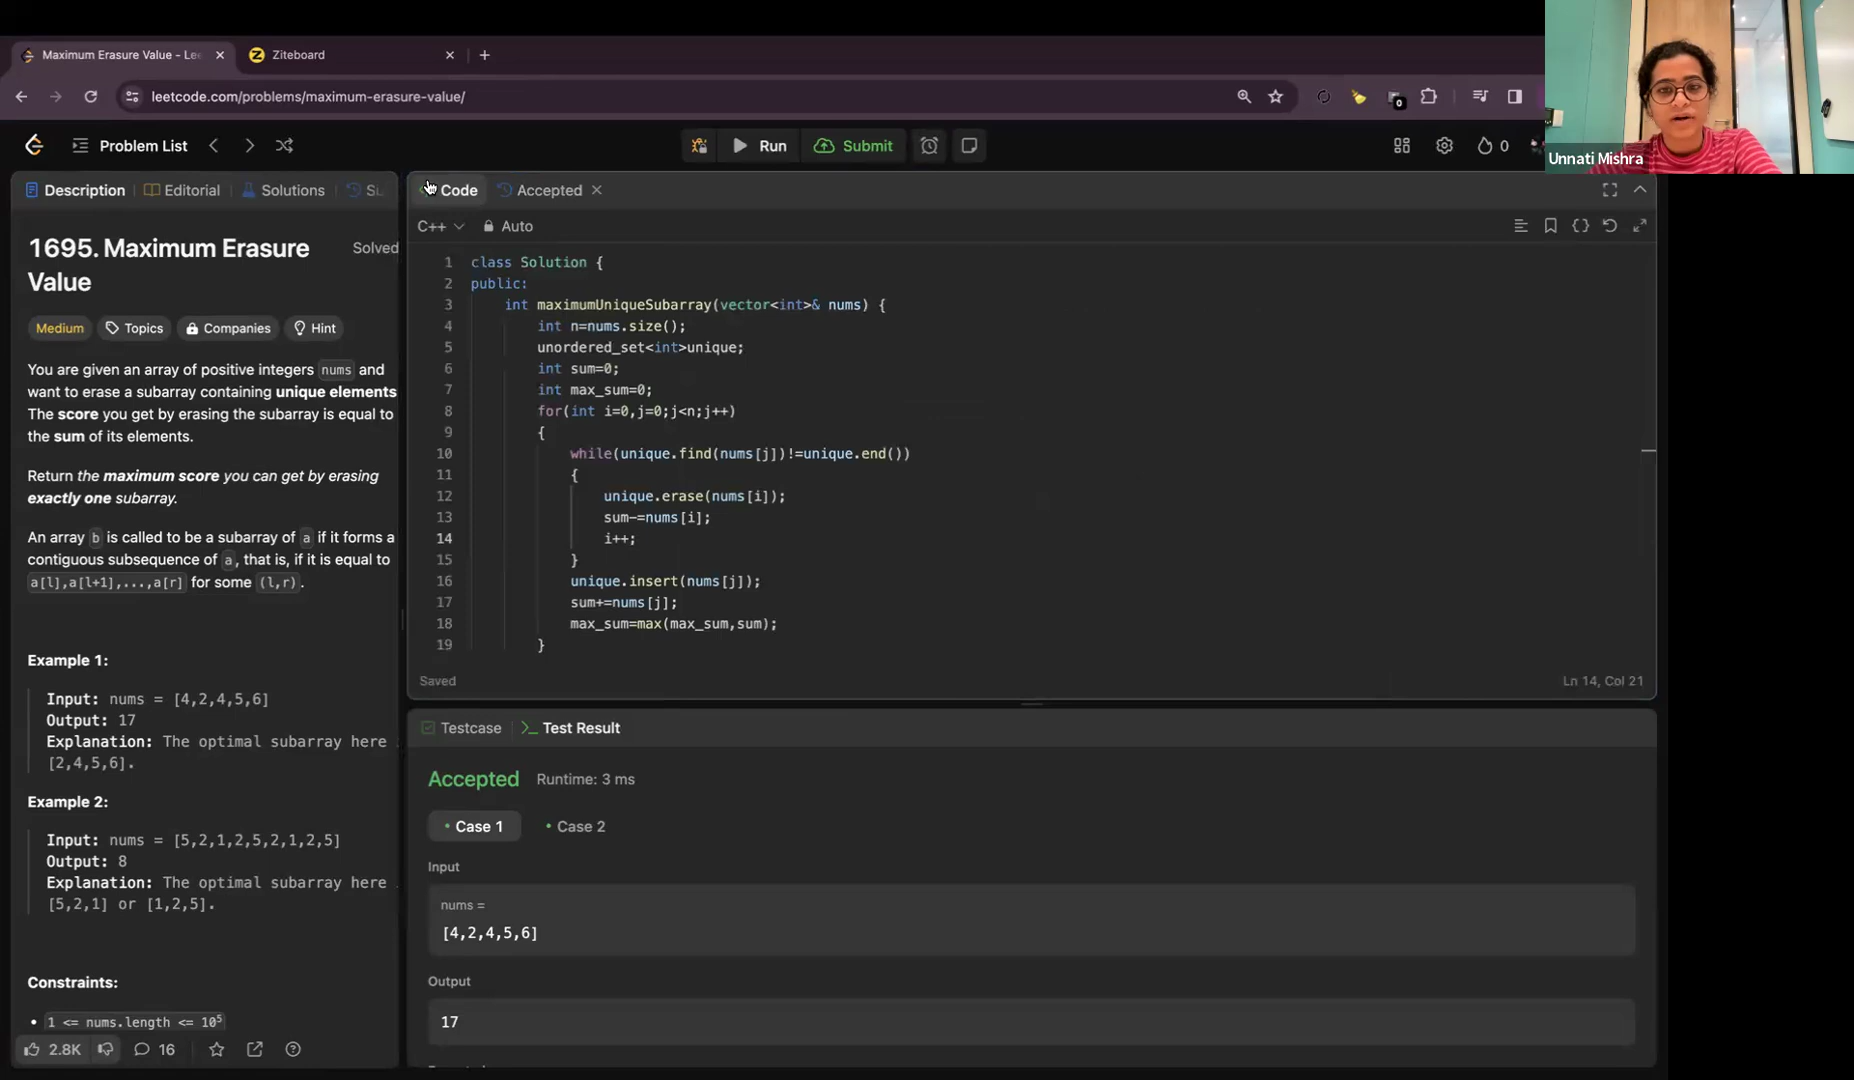 Maximum Erasure Value - Lee
Ziteboard
leetcode.com/problems/maximum-erasure-value/
0
Unnati Mishra
Problem List
Run
Submit
0
Description
Editorial
Solutions
Su
Code
Accepted
C++
Auto
1695. Maximum Erasure
Value
Solved
Medium
Topics
Companies
Hint
You are given an array of positive integers nums and
want to erase a subarray containing unique elements
The score you get by erasing the subarray is equal to
the sum of its elements.
Return the maximum score you can get by erasing
exactly one subarray.
An array b is called to be a subarray of a if it forms a
contiguous subsequence of a, that is, if it is equal to
a[l],a[l+1],...,a[r] for some (l,r).
Example 1:
Input: nums = [4,2,4,5,6]
Output: 17
Explanation: The optimal subarray here
[2,4,5,6].
Example 2:
Input: nums = [5,2,1,2,5,2,1,2,5]
Output: 8
Explanation: The optimal subarray here
[5,2,1] or [1,2,5].
Constraints:
• 1 <= nums.length <= 10⁵
2.8K
16
1 class Solution {
2 public:
3 int maximumUniqueSubarray(vector<int>& nums) {
4 int n=nums.size();
5 unordered_set<int>unique;
6 int sum=0;
7 int max_sum=0;
8 for(int i=0,j=0;j<n;j++)
9 {
10 while(unique.find(nums[j])!=unique.end())
11 {
12 unique.erase(nums[i]);
13 sum-=nums[i];
14 i++;
15 }
16 unique.insert(nums[j]);
17 sum+=nums[j];
18 max_sum=max(max_sum,sum);
19 }
Saved
Ln 14, Col 21
Testcase
Test Result
Accepted
Runtime: 3 ms
Case 1
Case 2
Input
nums =
[4,2,4,5,6]
Output
17